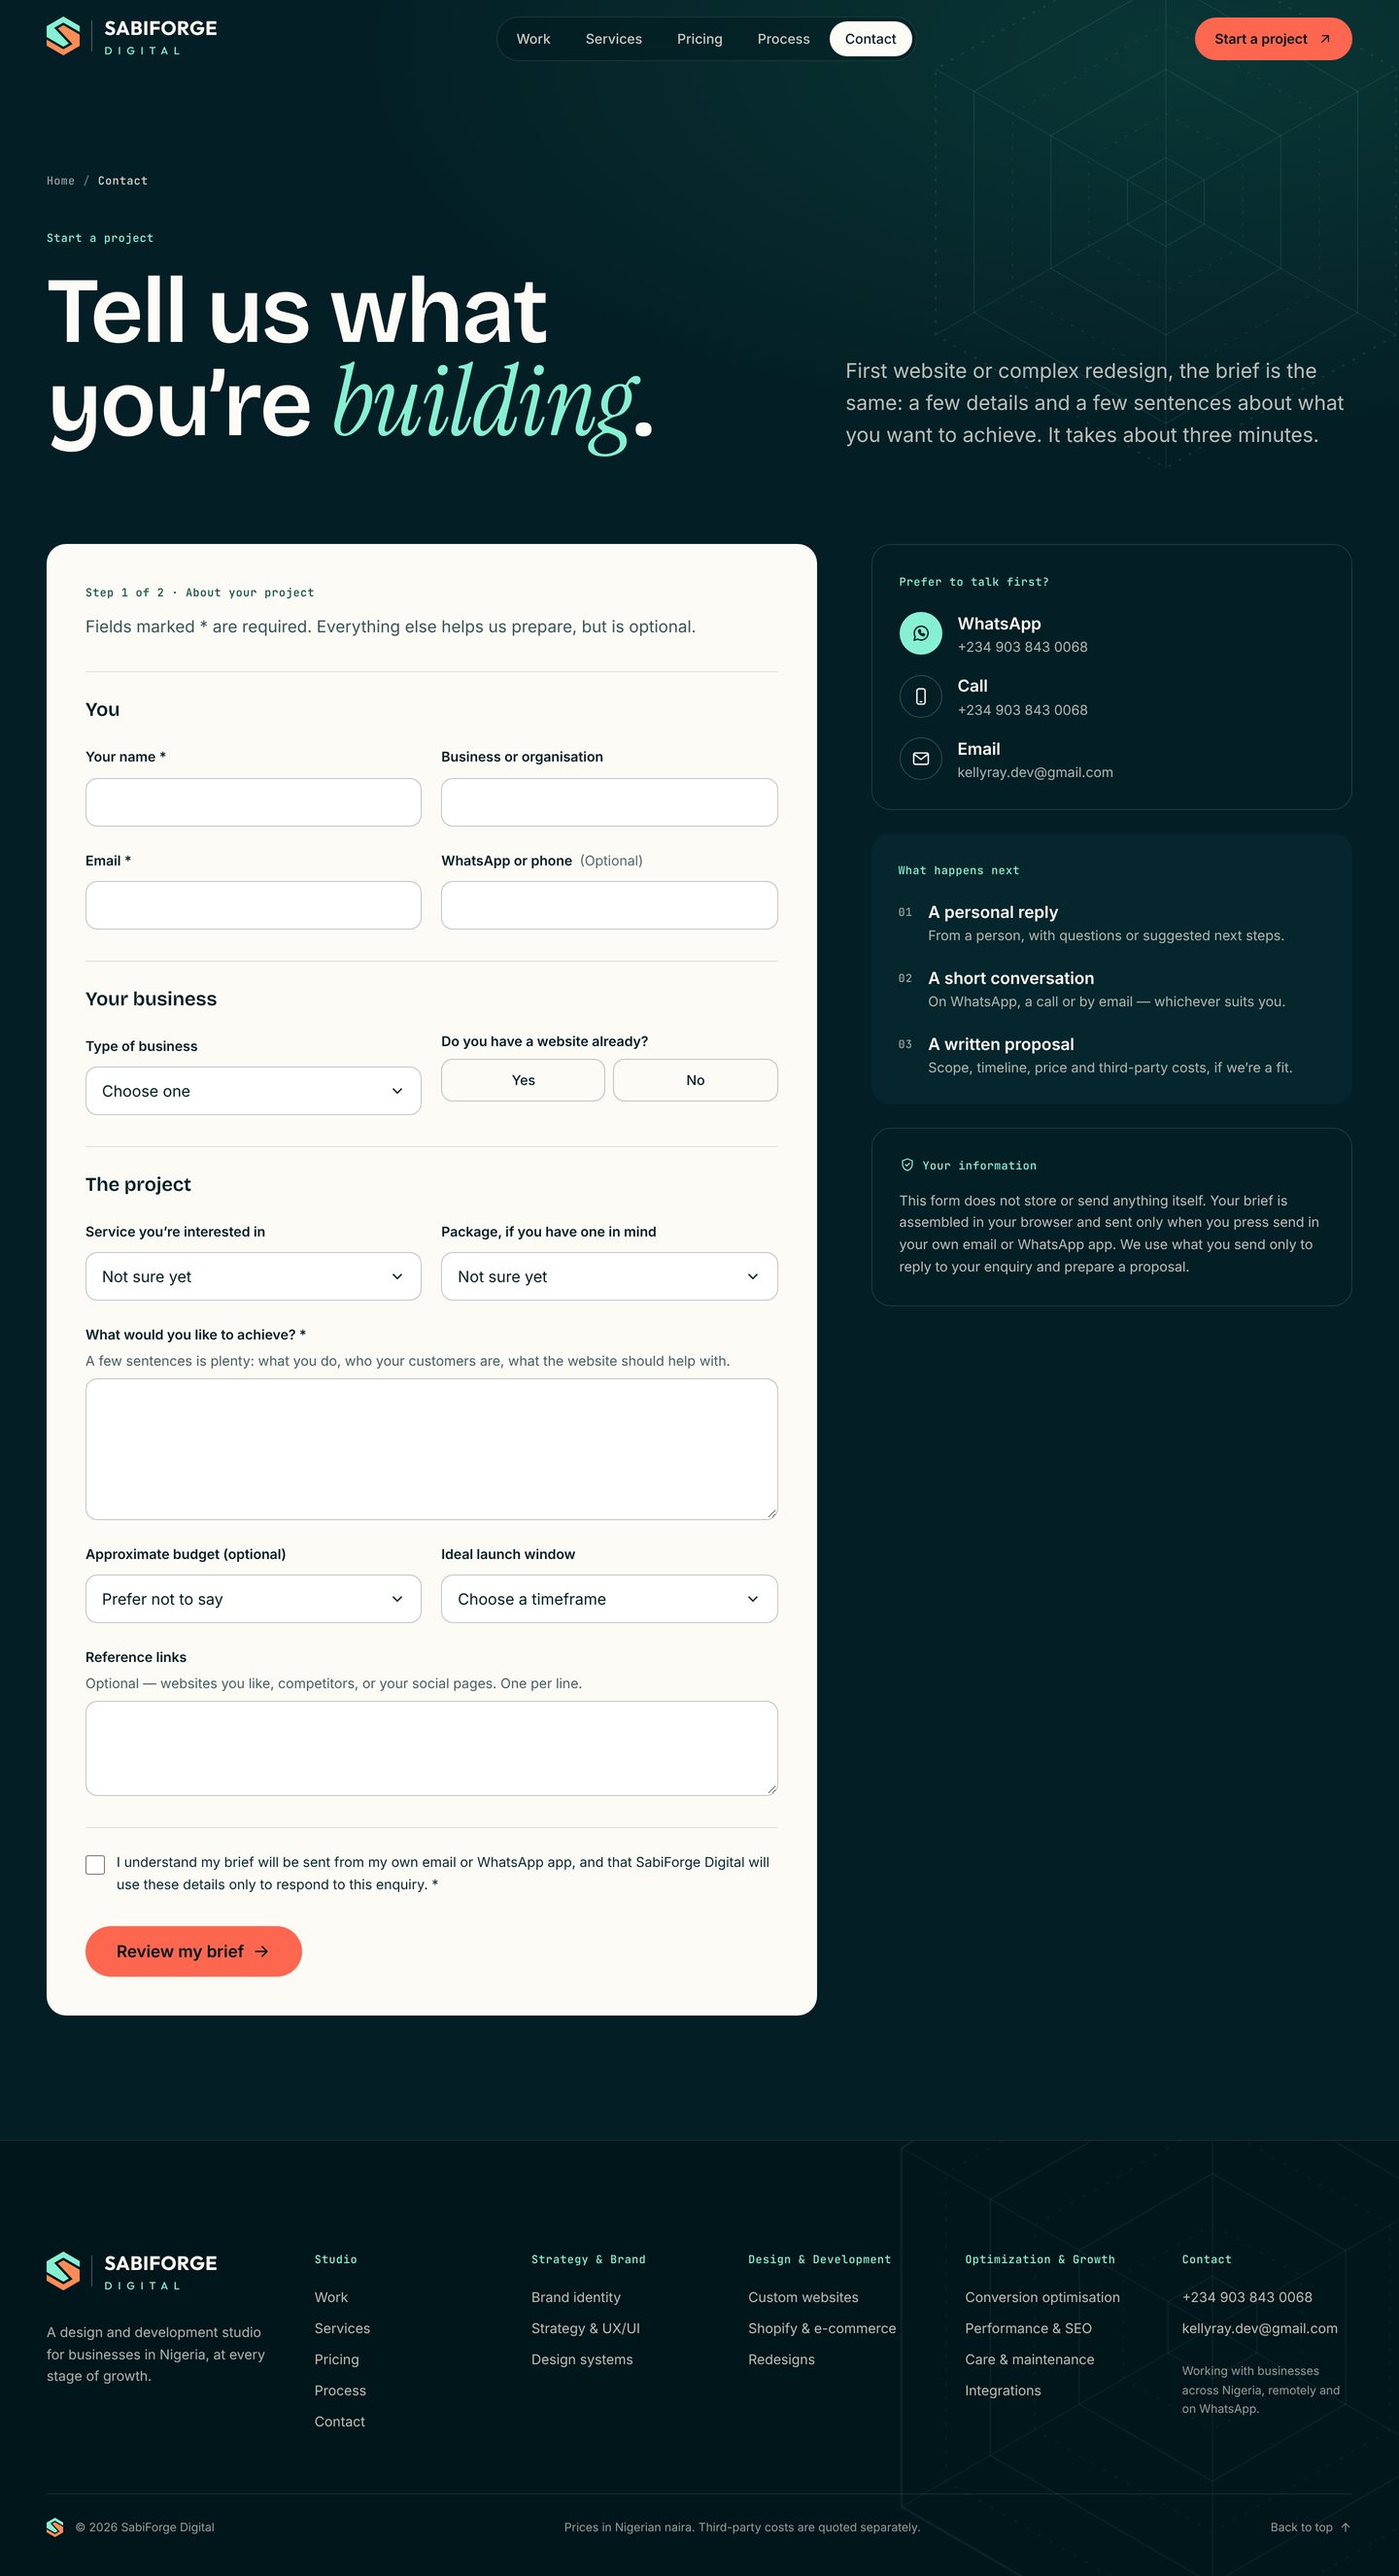 SABIFORGE
DIGITAL
Work
Services
Pricing
Process
Contact
Start a project
Home / Contact
Start a project
Tell us what
you’re building.
First website or complex redesign, the brief is the
same: a few details and a few sentences about what
you want to achieve. It takes about three minutes.
Step 1 of 2 · About your project
Fields marked * are required. Everything else helps us prepare, but is optional.
You
Your name *
Business or organisation
Email *
WhatsApp or phone (Optional)
Your business
Type of business
Choose one
Do you have a website already?
Yes
No
The project
Service you’re interested in
Not sure yet
Package, if you have one in mind
Not sure yet
What would you like to achieve? *
A few sentences is plenty: what you do, who your customers are, what the website should help with.
Approximate budget (optional)
Prefer not to say
Ideal launch window
Choose a timeframe
Reference links
Optional — websites you like, competitors, or your social pages. One per line.
I understand my brief will be sent from my own email or WhatsApp app, and that SabiForge Digital will
use these details only to respond to this enquiry. *
Review my brief →
Prefer to talk first?
WhatsApp
+234 903 843 0068
Call
+234 903 843 0068
Email
kellyray.dev@gmail.com
What happens next
01 A personal reply
From a person, with questions or suggested next steps.
02 A short conversation
On WhatsApp, a call or by email — whichever suits you.
03 A written proposal
Scope, timeline, price and third-party costs, if we’re a fit.
Your information
This form does not store or send anything itself. Your brief is
assembled in your browser and sent only when you press send in
your own email or WhatsApp app. We use what you send only to
reply to your enquiry and prepare a proposal.
SABIFORGE
DIGITAL
A design and development studio
for businesses in Nigeria, at every
stage of growth.
Studio
Work
Services
Pricing
Process
Contact
Strategy & Brand
Brand identity
Strategy & UX/UI
Design systems
Design & Development
Custom websites
Shopify & e-commerce
Redesigns
Optimization & Growth
Conversion optimisation
Performance & SEO
Care & maintenance
Integrations
Contact
+234 903 843 0068
kellyray.dev@gmail.com
Working with businesses
across Nigeria, remotely and
on WhatsApp.
© 2026 SabiForge Digital
Prices in Nigerian naira. Third-party costs are quoted separately.
Back to top ↑